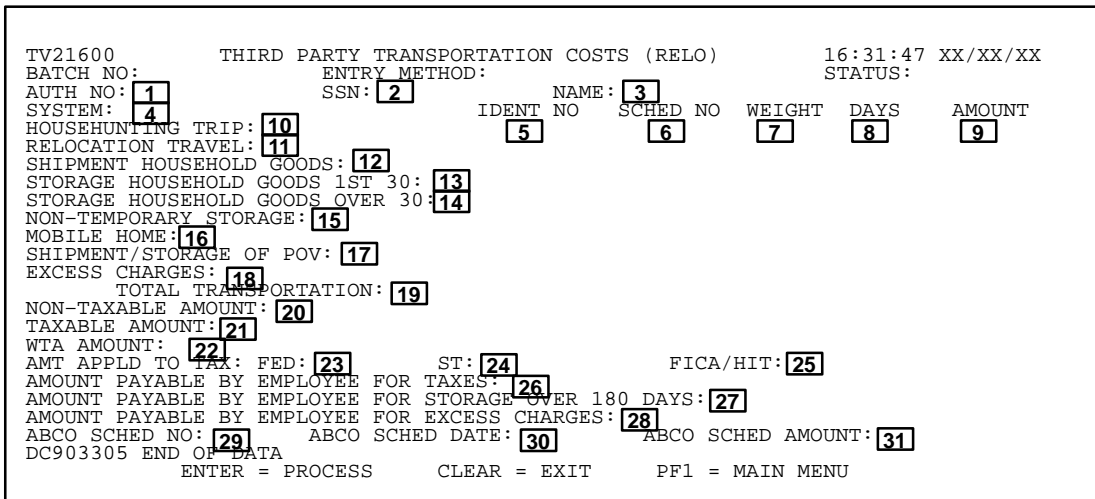 TV21600 THIRD PARTY TRANSPORTATION COSTS (RELO) 16:31:47 XX/XX/XX
BATCH NO: ENTRY METHOD: STATUS:
AUTH NO: 1 SSN: 2 NAME: 3
SYSTEM: 4 IDENT NO SCHED NO WEIGHT DAYS AMOUNT
HOUSEHUNTING TRIP: 10 5 6 7 8 9
RELOCATION TRAVEL: 11
SHIPMENT HOUSEHOLD GOODS: 12
STORAGE HOUSEHOLD GOODS 1ST 30: 13
STORAGE HOUSEHOLD GOODS OVER 30: 14
NON-TEMPORARY STORAGE: 15
MOBILE HOME: 16
SHIPMENT/STORAGE OF POV: 17
EXCESS CHARGES: 18
TOTAL TRANSPORTATION: 19
NON-TAXABLE AMOUNT: 20
TAXABLE AMOUNT: 21
WTA AMOUNT: 22
AMT APPLD TO TAX: FED: 23 ST: 24 FICA/HIT: 25
AMOUNT PAYABLE BY EMPLOYEE FOR TAXES: 26
AMOUNT PAYABLE BY EMPLOYEE FOR STORAGE OVER 180 DAYS: 27
AMOUNT PAYABLE BY EMPLOYEE FOR EXCESS CHARGES: 28
ABCO SCHED NO: 29 ABCO SCHED DATE: 30 ABCO SCHED AMOUNT: 31
DC903305 END OF DATA
ENTER = PROCESS CLEAR = EXIT PF1 = MAIN MENU